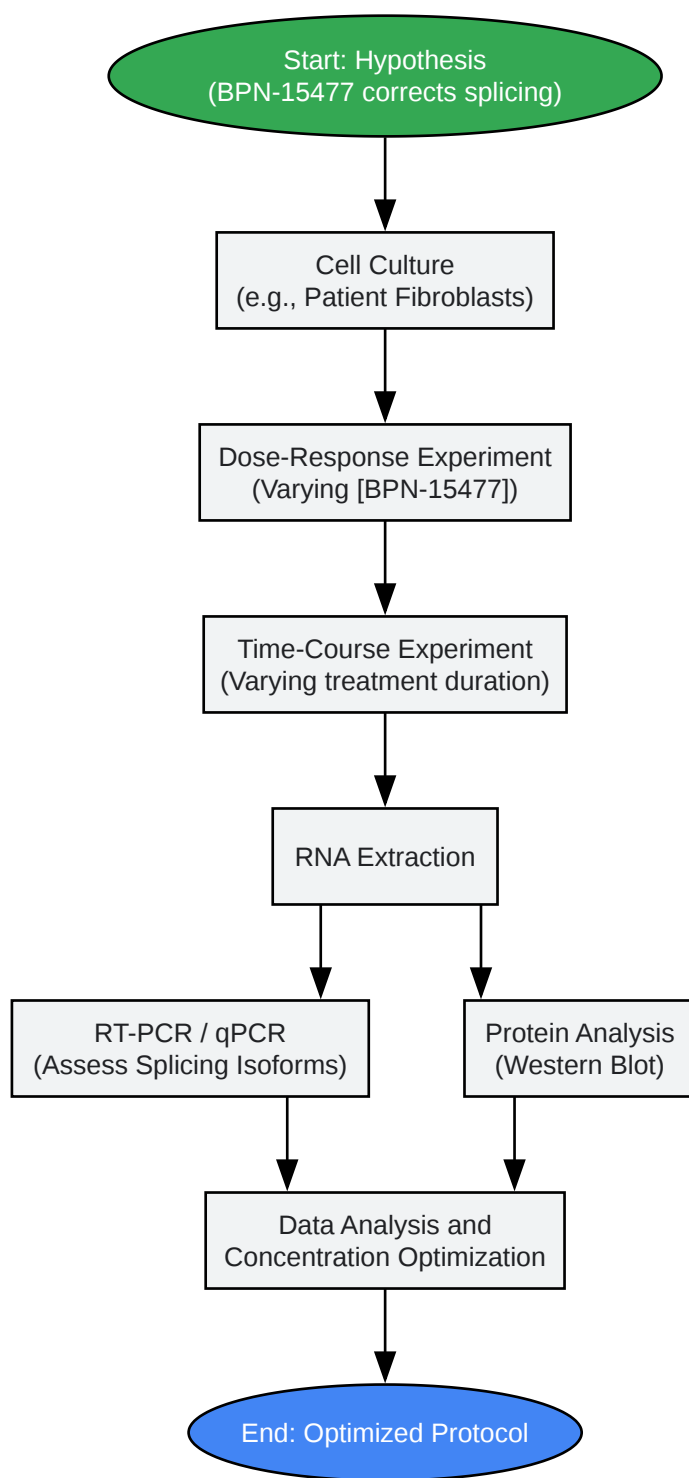 Start: Hypothesis
(BPN-15477 corrects splicing)
Cell Culture
(e.g., Patient Fibroblasts)
Dose-Response Experiment
(Varying [BPN-15477])
Time-Course Experiment
(Varying treatment duration)
RNA Extraction
RT-PCR / qPCR
(Assess Splicing Isoforms)
Protein Analysis
(Western Blot)
Data Analysis and
Concentration Optimization
End: Optimized Protocol